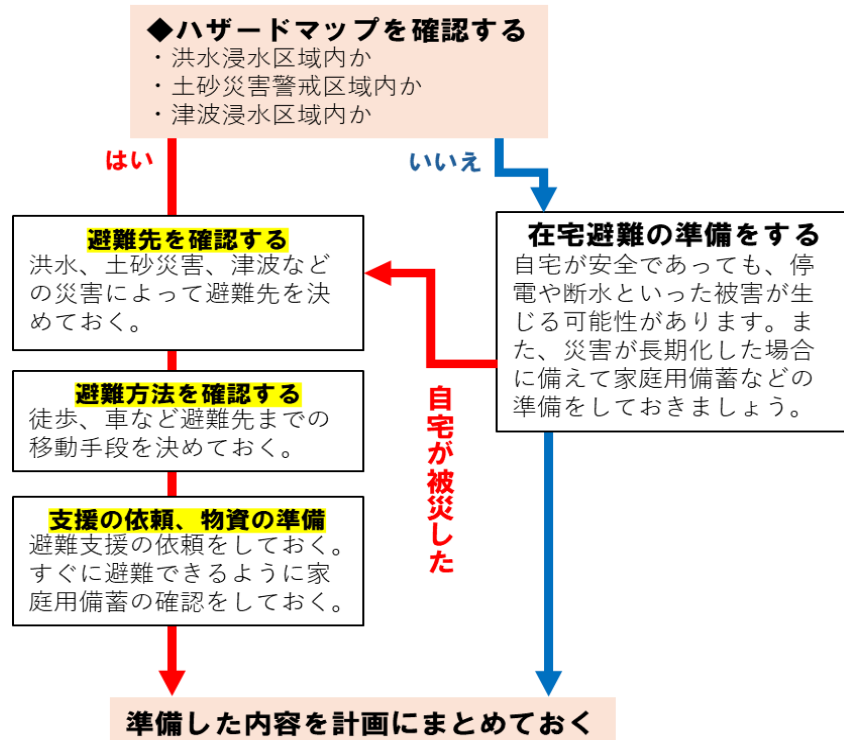 ◆ハザードマップを確認する
・洪水浸水区域内か
・土砂災害警戒区域内か
・津波浸水区域内か
はい
いいえ
避難先を確認する
洪水、土砂災害、津波など
の災害によって避難先を決
めておく。
在宅避難の準備をする
自宅が安全であっても、停
電や断水といった被害が生
じる可能性があります。ま
た、災害が長期化した場合
に備えて家庭用備蓄などの
準備をしておきましょう。
自宅が被災した
避難方法を確認する
徒歩、車など避難先までの
移動手段を決めておく。
支援の依頼、物資の準備
避難支援の依頼をしておく。
すぐに避難できるように家
庭用備蓄の確認をしておく。
準備した内容を計画にまとめておく